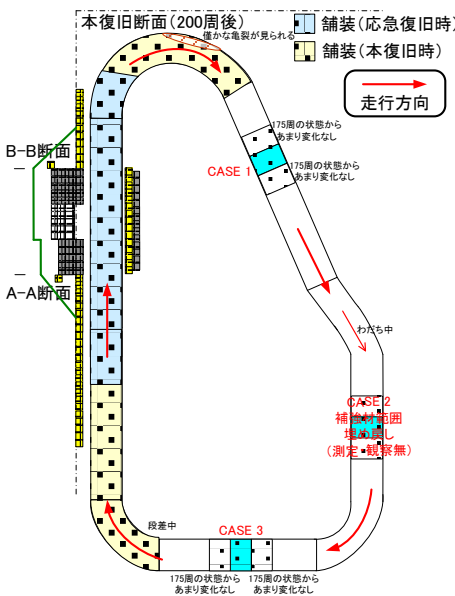 本復旧断面(200周後)
舗装(応急復旧時)
舗装(本復旧時)
僅かな亀裂が見られる
走行方向
175周の状態から
あまり変化なし
B-B断面
CASE 1
175周の状態から
あまり変化なし
A-A断面
わだち中
CASE 2
補強材範囲
埋め戻し
(測定・観察無)
段差中
CASE 3
175周の状態から
あまり変化なし
175周の状態から
あまり変化なし